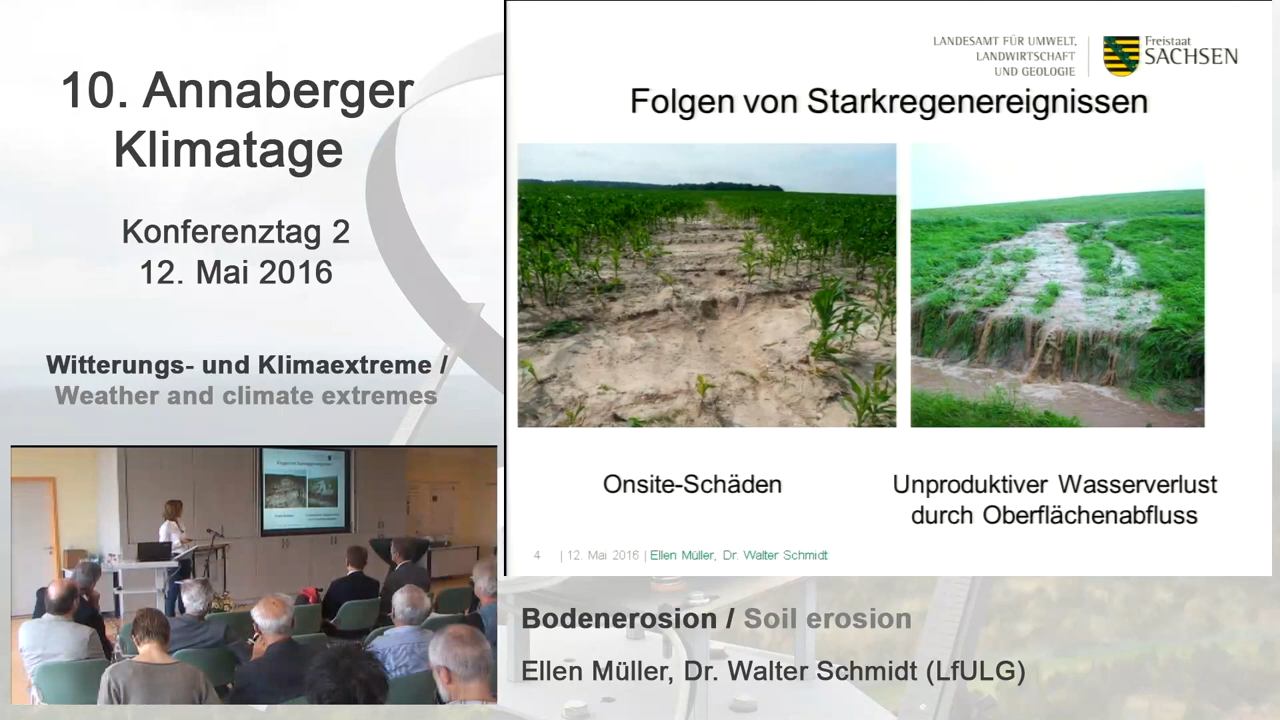 10. Annaberger
Klimatage
Konferenztag 2
12. Mai 2016
Witterungs- und Klimaextreme /
Weather and climate extremes
LANDESAMT FÜR UMWELT,
LANDWIRTSCHAFT
UND GEOLOGIE
Freistaat
SACHSEN
Folgen von Starkregenereignissen
Onsite-Schäden
Unproduktiver Wasserverlust
durch Oberflächenabfluss
4 | 12. Mai 2016 | Ellen Müller, Dr. Walter Schmidt
Bodenerosion / Soil erosion
Ellen Müller, Dr. Walter Schmidt (LfULG)